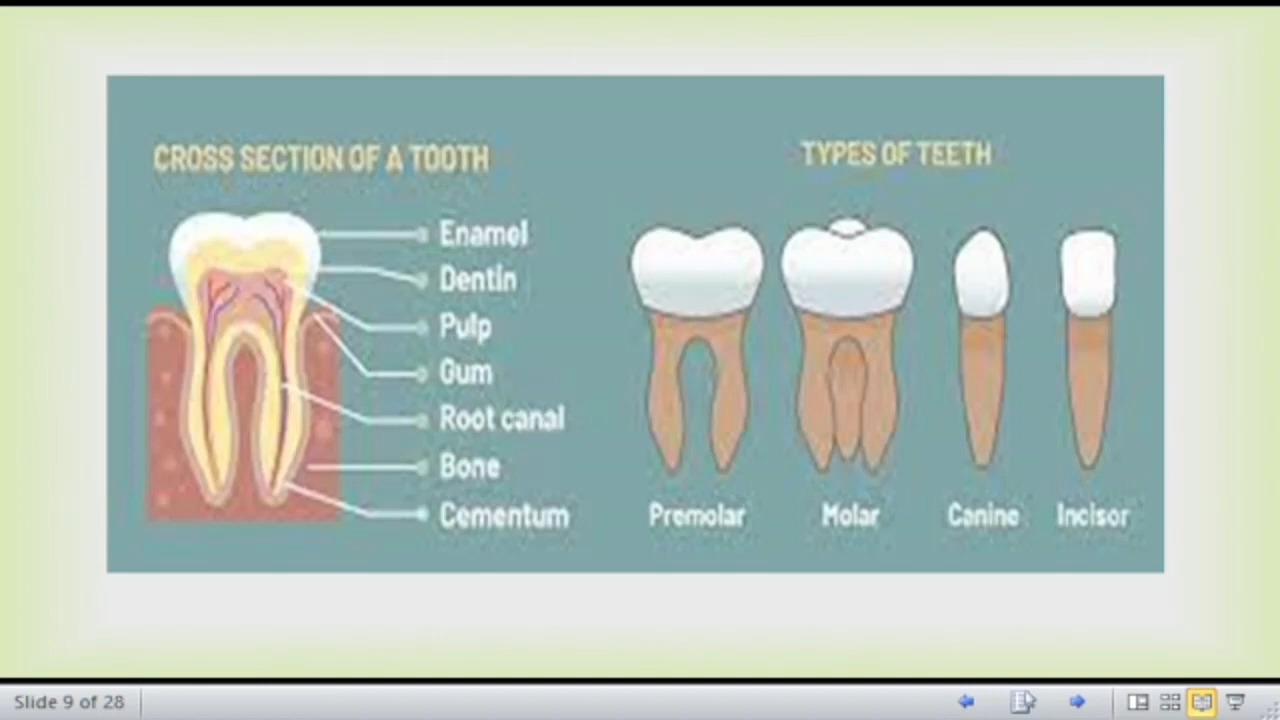 CROSS SECTION OF A TOOTH
Enamel
Dentin
Pulp
Gum
Root canal
Bone
Cementum
TYPES OF TEETH
Premolar
Molar
Canine
Incisor
Slide 9 of 28